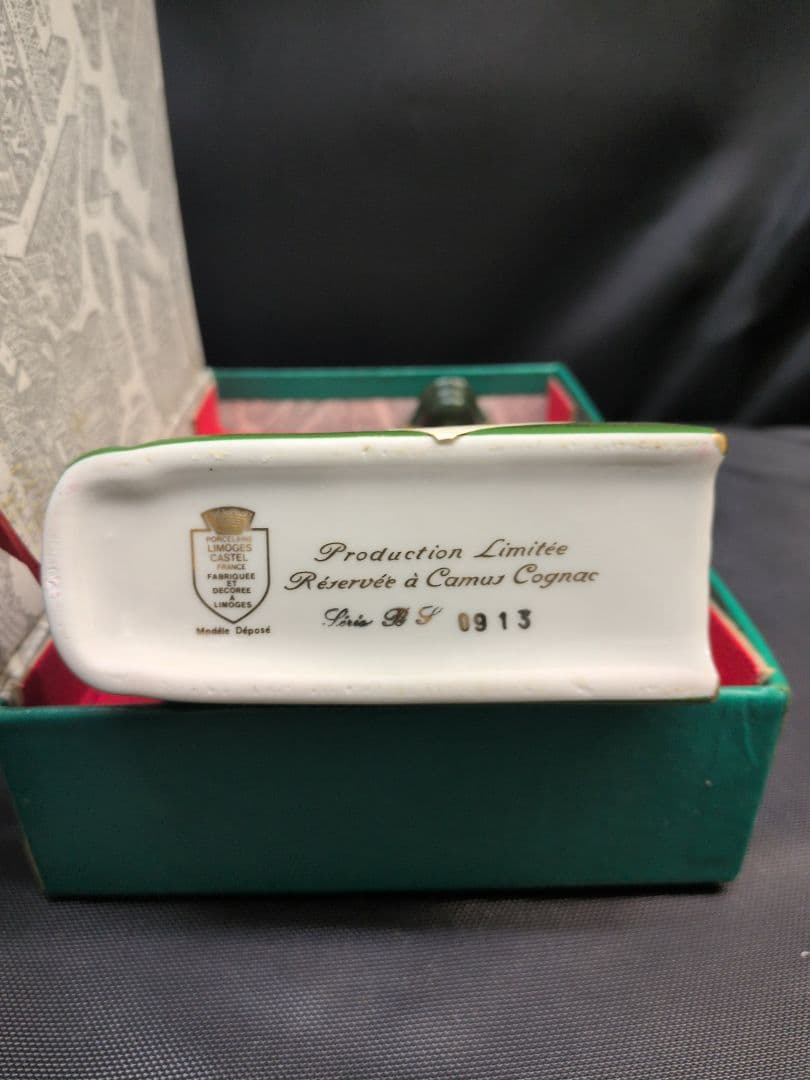 PORCELAINE
LIMOGES
CASTEL
FRANCE
FABRIQUEE
ET
DECOREE
A
LIMOGES
Modèle Déposé
Production Limitée
Réservée à Camus Cognac
Série B S 0913